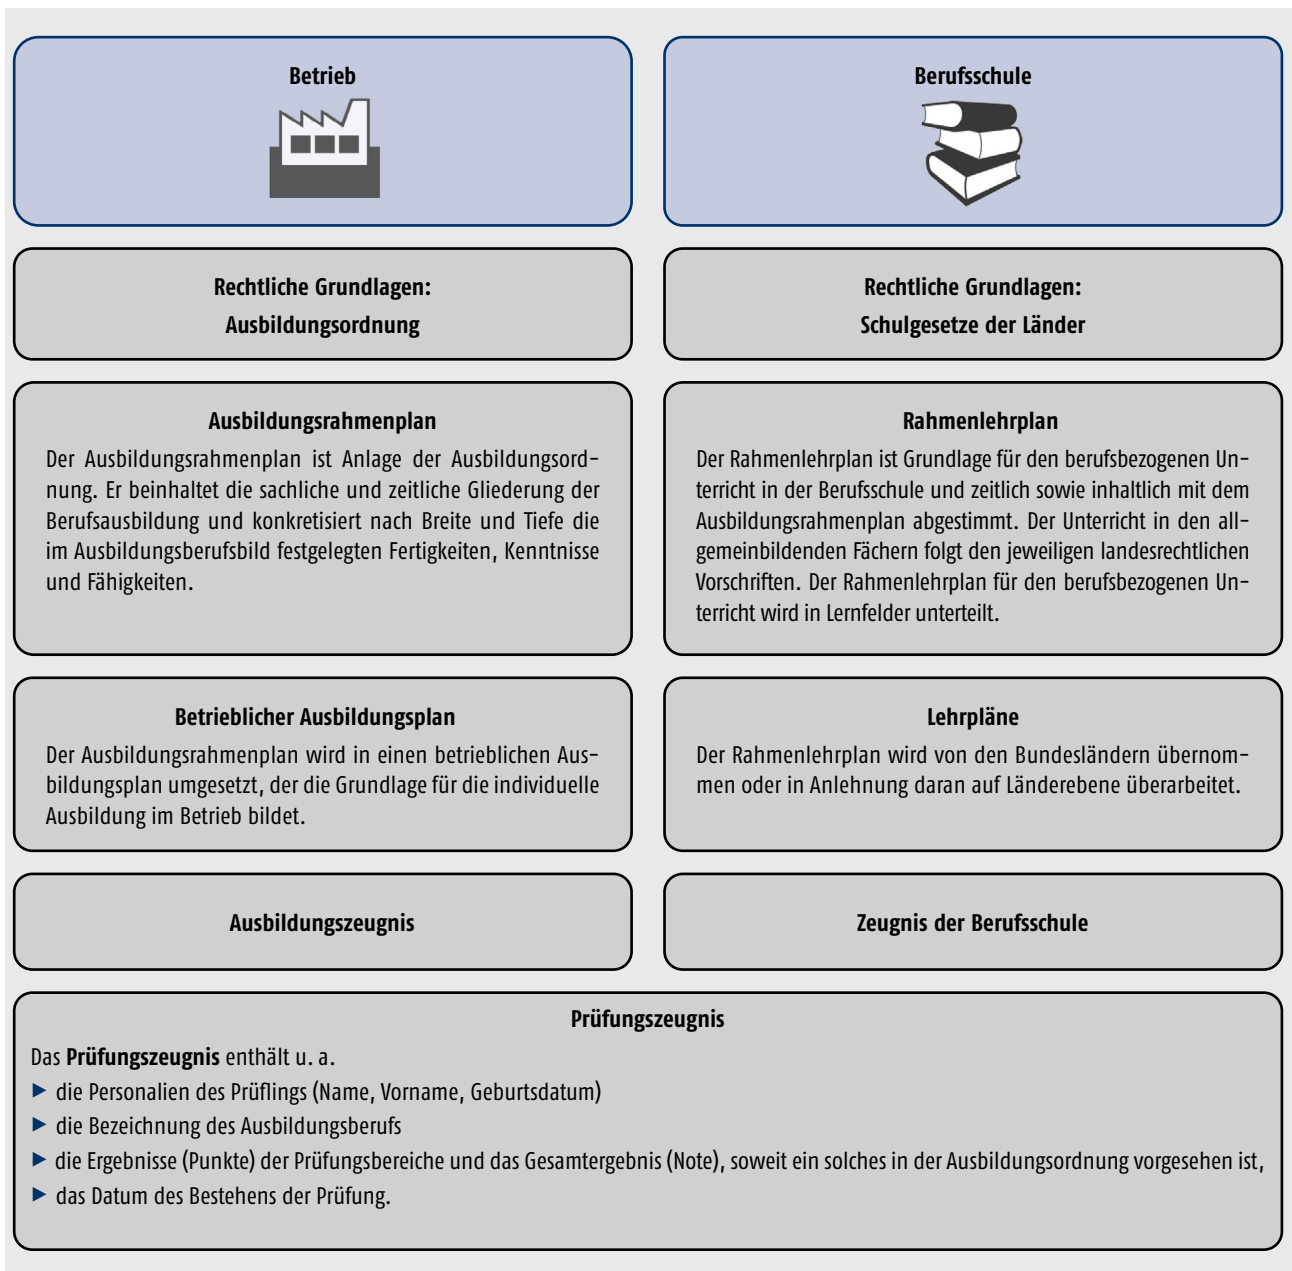 Betrieb
Berufsschule
Rechtliche Grundlagen:
Ausbildungsordnung
Rechtliche Grundlagen:
Schulgesetze der Länder
Ausbildungsrahmenplan
Der Ausbildungsrahmenplan ist Anlage der Ausbildungsord-
nung. Er beinhaltet die sachliche und zeitliche Gliederung der
Berufsausbildung und konkretisiert nach Breite und Tiefe die
im Ausbildungsberufsbild festgelegten Fertigkeiten, Kenntnisse
und Fähigkeiten.
Rahmenlehrplan
Der Rahmenlehrplan ist Grundlage für den berufsbezogenen Un-
terricht in der Berufsschule und zeitlich sowie inhaltlich mit dem
Ausbildungsrahmenplan abgestimmt. Der Unterricht in den all-
gemeinbildenden Fächern folgt den jeweiligen landesrechtlichen
Vorschriften. Der Rahmenlehrplan für den berufsbezogenen Un-
terricht wird in Lernfelder unterteilt.
Betrieblicher Ausbildungsplan
Der Ausbildungsrahmenplan wird in einen betrieblichen Aus-
bildungsplan umgesetzt, der die Grundlage für die individuelle
Ausbildung im Betrieb bildet.
Lehrpläne
Der Rahmenlehrplan wird von den Bundesländern übernom-
men oder in Anlehnung daran auf Länderebene überarbeitet.
Ausbildungszeugnis
Zeugnis der Berufsschule
Prüfungszeugnis
Das Prüfungszeugnis enthält u. a.
▶ die Personalien des Prüflings (Name, Vorname, Geburtsdatum)
▶ die Bezeichnung des Ausbildungsberufs
▶ die Ergebnisse (Punkte) der Prüfungsbereiche und das Gesamtergebnis (Note), soweit ein solches in der Ausbildungsordnung vorgesehen ist,
▶ das Datum des Bestehens der Prüfung.